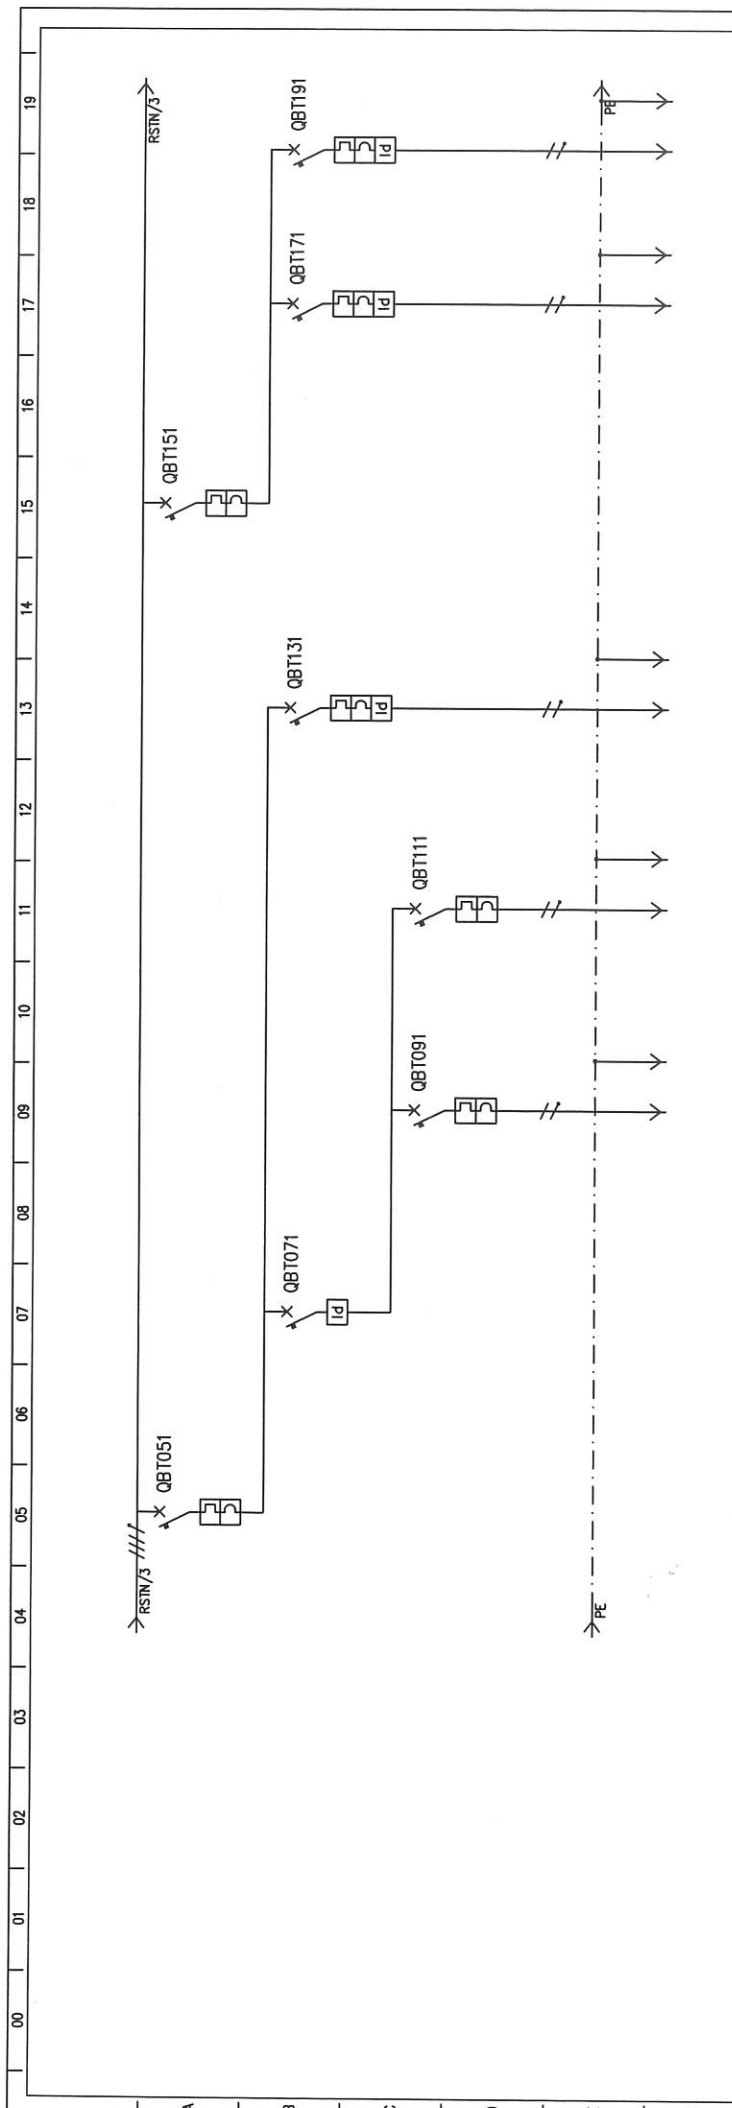 00 01 02 03 04 05 06 07 08 09 10 11 12 13 14 15 16 17 18 19
A
B
RSTN/3
RSTN/3
QBT051
QBT151
QBT071
Id
QBT131
Id
QBT171
Id
QBT191
Id
QBT091
QBT111
PE
PE